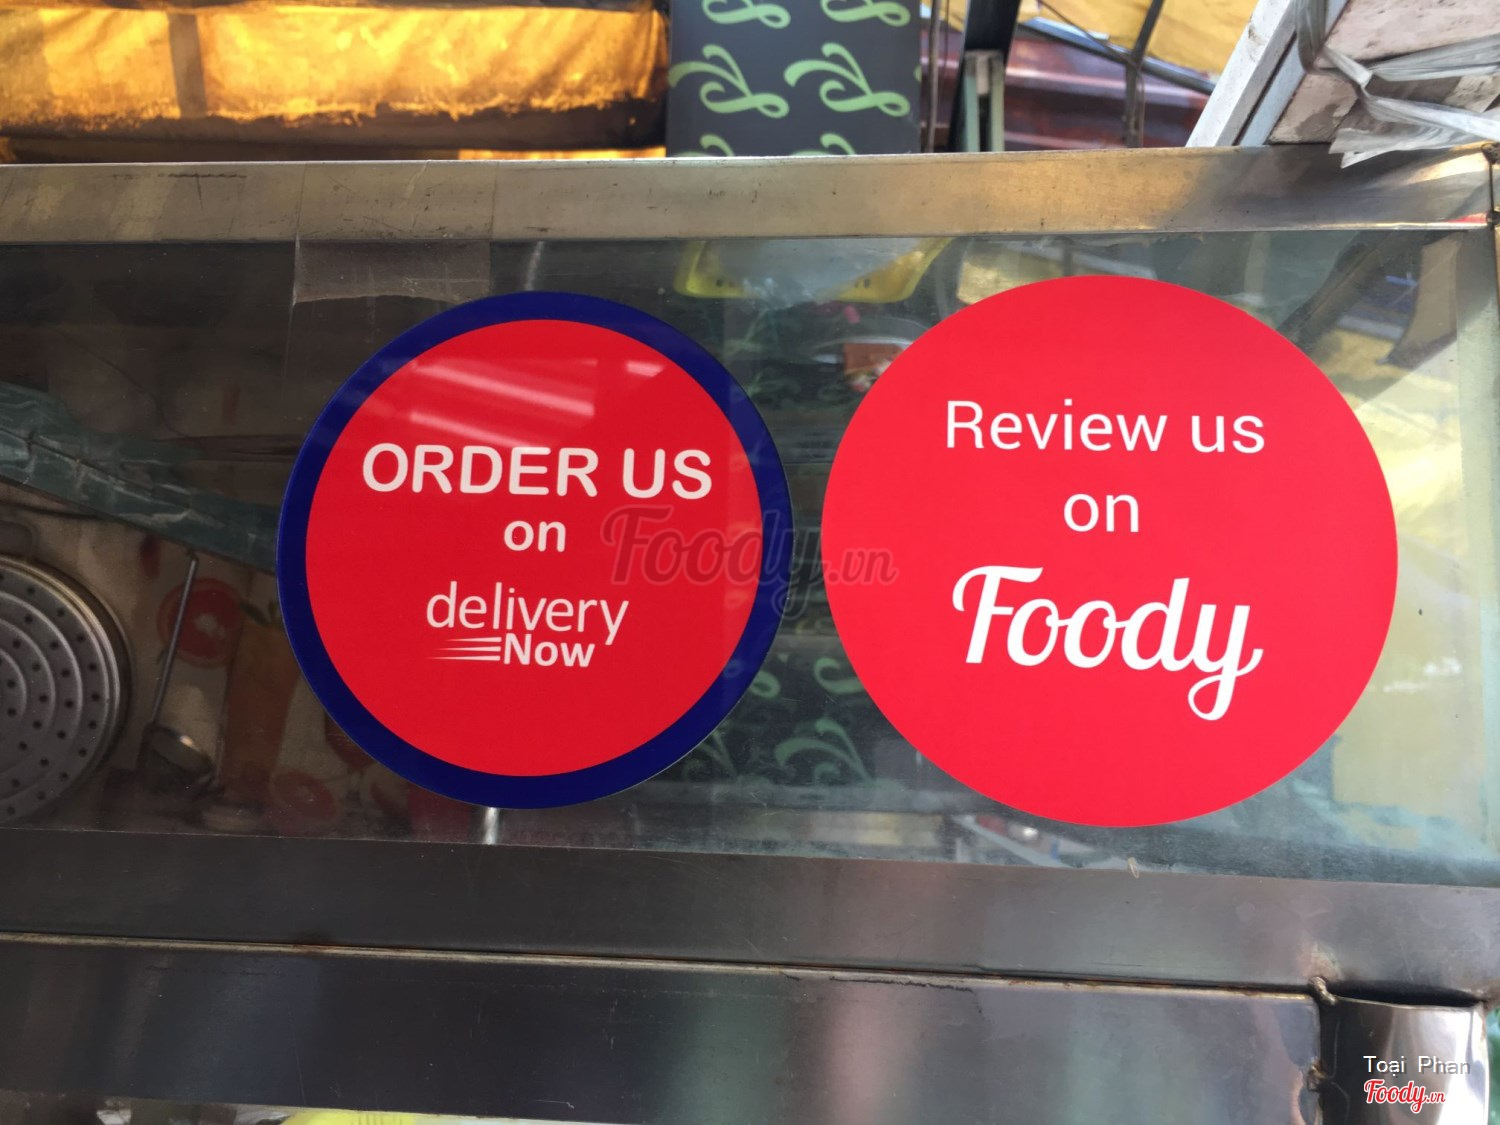 ORDER US
on
delivery
Now
Review us
on
Foody
Foody.vn
Toại Phan
Foody.vn